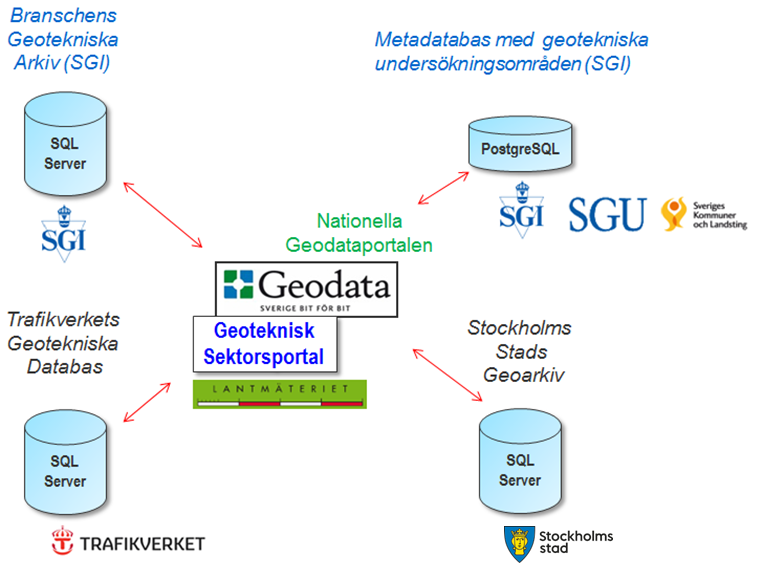 Branschens
Geotekniska
Arkiv (SGI)
SQL
Server
SGI
Metadatabas med geotekniska
undersökningsområden (SGI)
PostgreSQL
SGI
SGU
Sveriges
Kommuner
och Landsting
Nationella
Geodataportalen
Geodata
SVERIGE BIT FÖR BIT
Geoteknisk
Sektorsportal
LANTMÄTERIET
Trafikverkets
Geotekniska
Databas
SQL
Server
TRAFIKVERKET
Stockholms
Stads
Geoarkiv
SQL
Server
Stockholms
stad